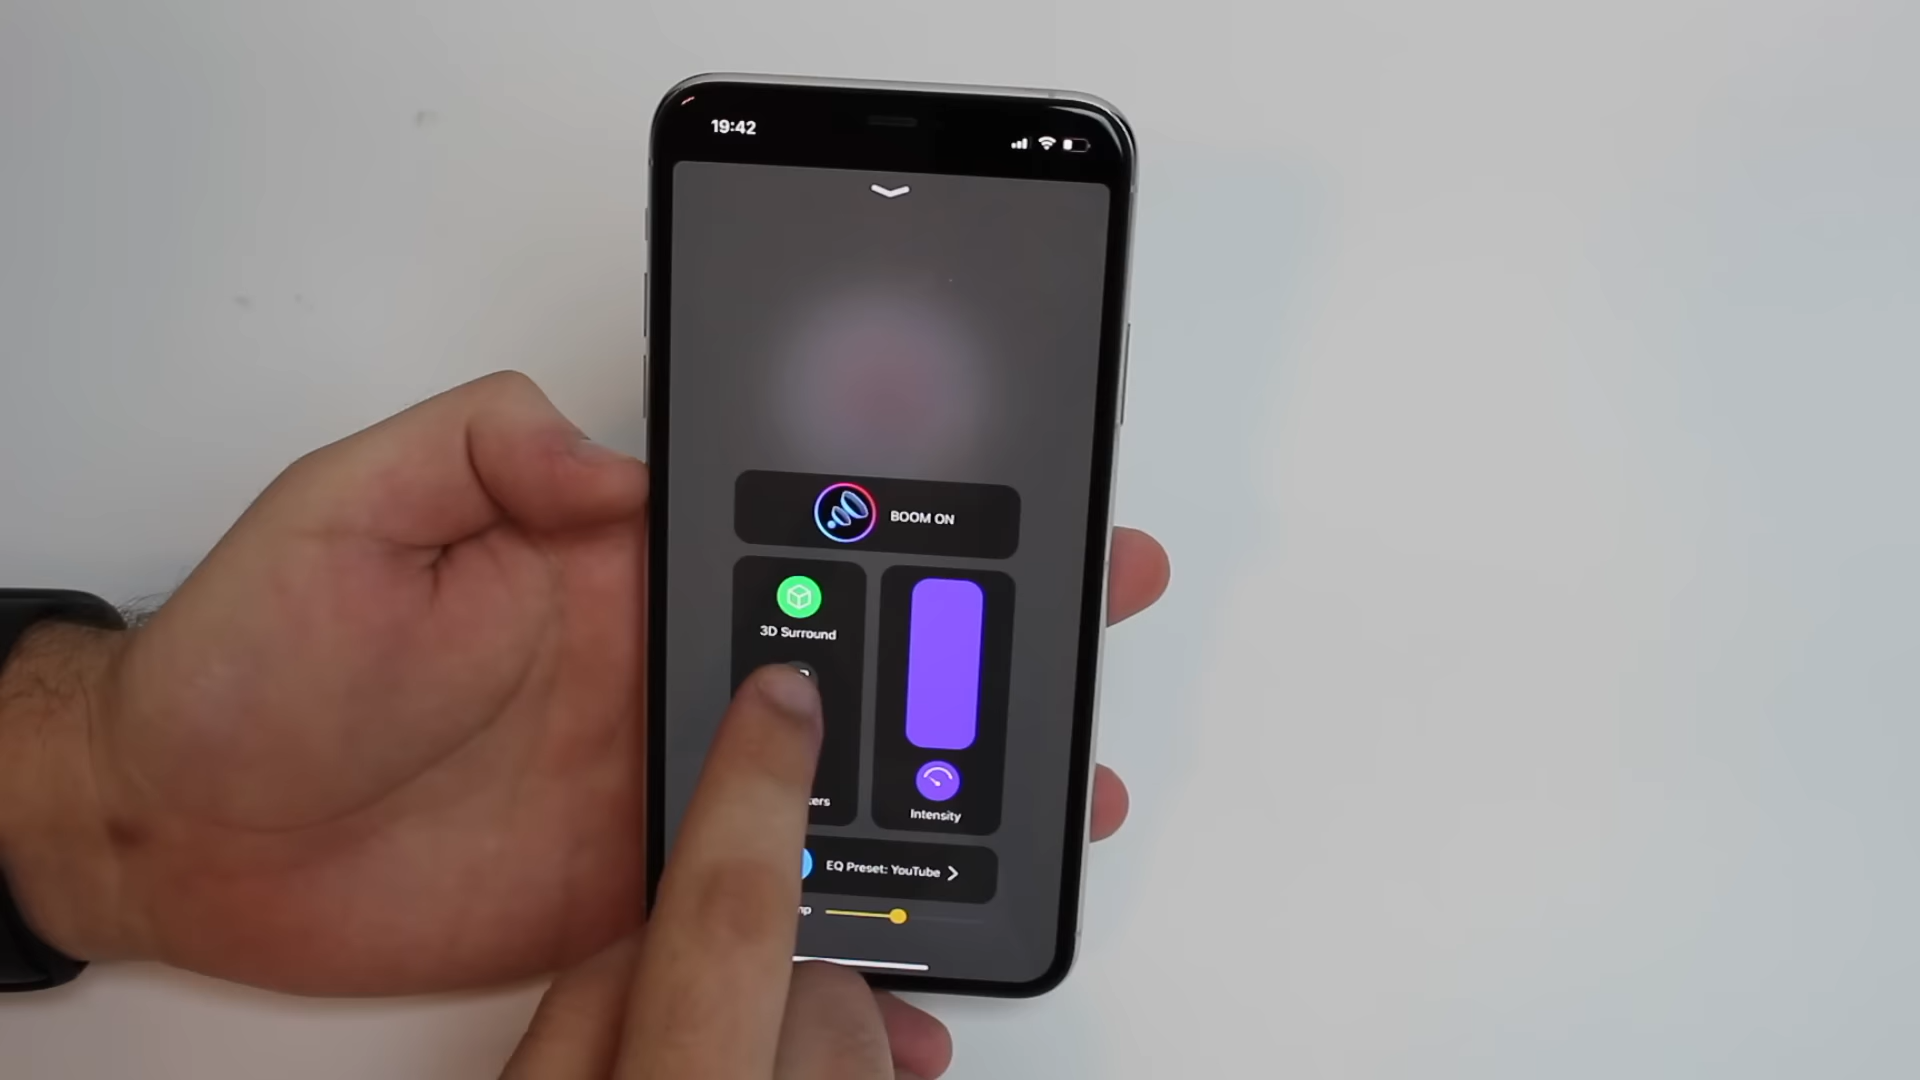 19:42
BOOM ON
3D Surround
Intensity
EQ Preset: YouTube